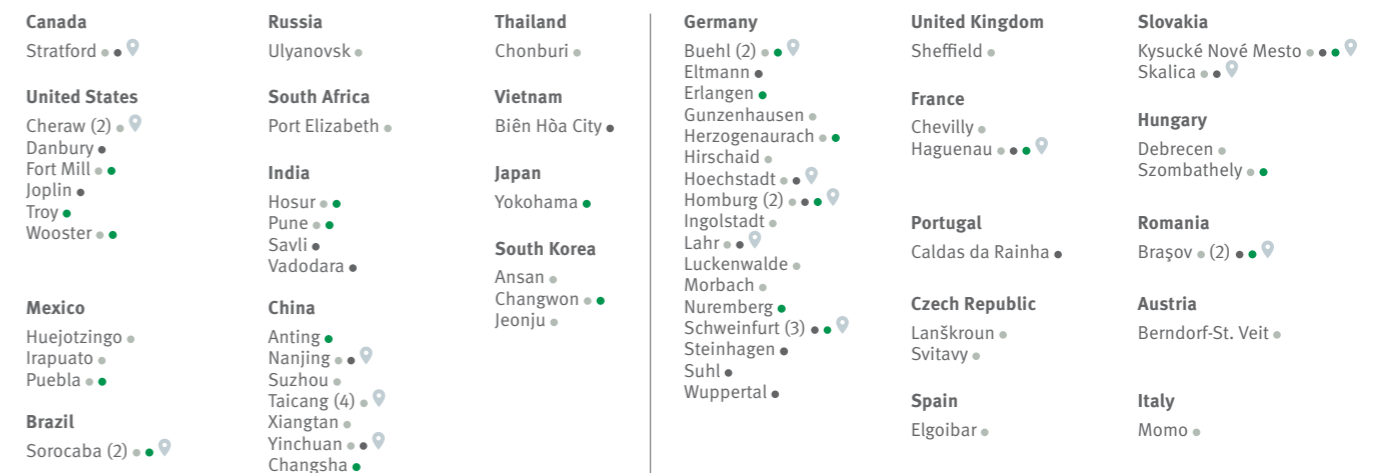 Canada
Stratford
United States
Cheraw (2)
Danbury
Fort Mill
Joplin
Troy
Wooster
Mexico
Huejotzingo
Irapuato
Puebla
Brazil
Sorocaba (2)
Russia
Ulyanovsk
South Africa
Port Elizabeth
India
Hosur
Pune
Savli
Vadodara
China
Anting
Nanjing
Suzhou
Taicang (4)
Xiangtan
Yinchuan
Changsha
Thailand
Chonburi
Vietnam
Biên Hòa City
Japan
Yokohama
South Korea
Ansan
Changwon
Jeonju
Germany
Buehl (2)
Eltmann
Erlangen
Gunzenhausen
Herzogenaurach
Hirschaid
Hoechstadt
Homburg (2)
Ingolstadt
Lahr
Luckenwalde
Morbach
Nuremberg
Schweinfurt (3)
Steinhagen
Suhl
Wuppertal
United Kingdom
Sheffield
France
Chevilly
Haguenau
Portugal
Caldas da Rainha
Czech Republic
Lanškroun
Svitavy
Spain
Elgoibar
Slovakia
Kysucké Nové Mesto
Skalica
Hungary
Debrecen
Szombathely
Romania
Braşov (2)
Austria
Berndorf-St. Veit
Italy
Momo